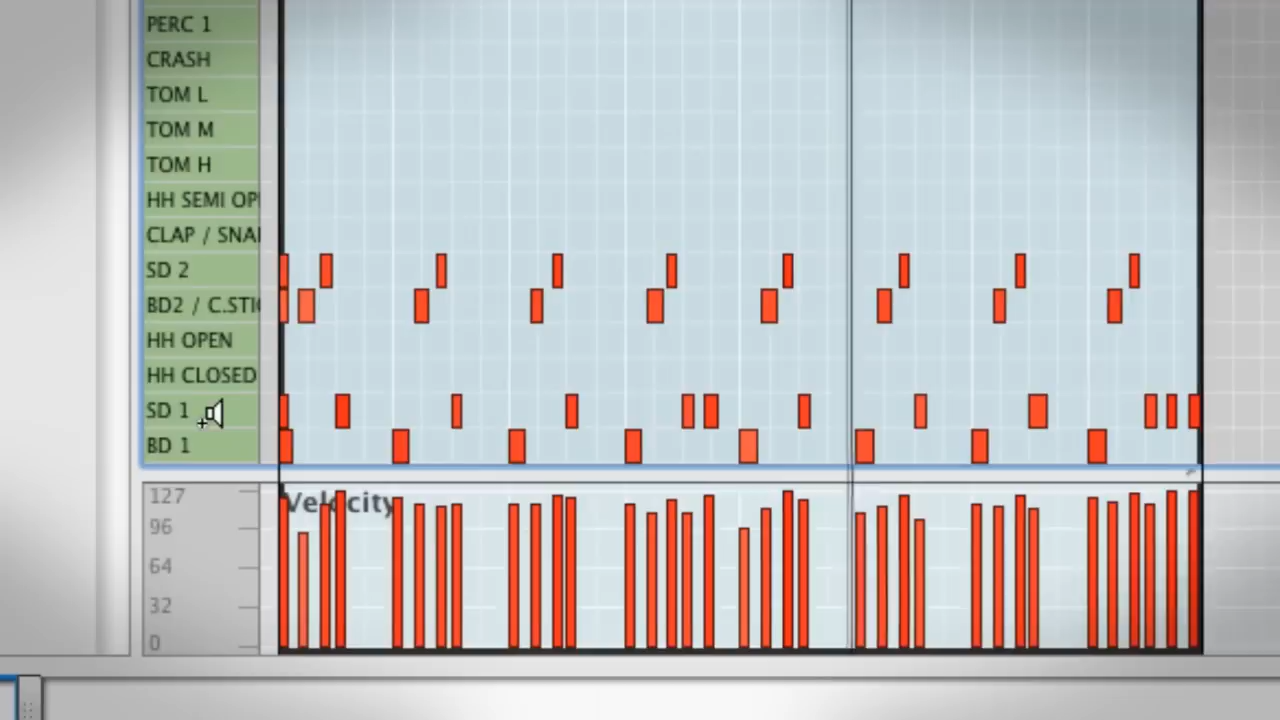 PERC 1
CRASH
TOM L
TOM M
TOM H
HH SEMI OP
CLAP / SNA
SD 2
BD2 / C.STI
HH OPEN
HH CLOSED
SD 1
BD 1
Velocity
127
96
64
32
0